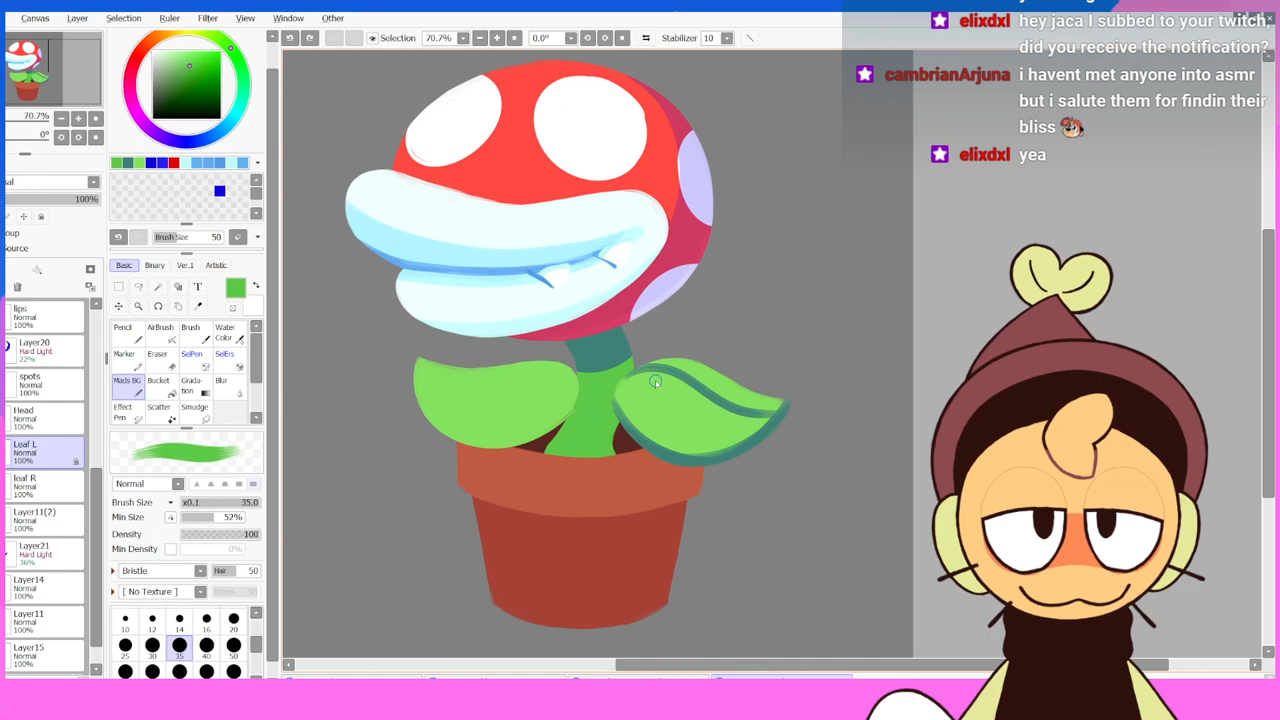 Canvas Layer Selection Ruler Filter View Window Other
Selection 70.7% 0.0° Stabilizer 10
70.7%
0°
100%
Source
Brush Size 50
Basic Binary Ver.1 Artistic
T
Pencil AirBrush Brush Water Color
Marker Eraser SelPen SelErs
Mads BG Bucket Grada-tion Blur
Effect Pen Scatter Smudge
lips
Normal
100%
Layer20
Hard Light
22%
spots
Normal
100%
Head
Normal
100%
Leaf L
Normal
100%
leaf R
Normal
100%
Layer11(2)
Normal
100%
Layer21
Hard Light
36%
Layer14
Normal
100%
Layer11
Normal
100%
Layer15
Normal
100%
Normal
Brush Size x0.1 35.0
Min Size 52%
Density 100
Min Density 0%
Bristle Hair 50
[ No Texture ]
10 12 14 16 20
25 30 35 40 50
elixdxl hey jaca I subbed to your twitch,
did you receive the notification?
cambrianArjuna i havent met anyone into asmr
but i salute them for findin their
bliss
elixdxl yea